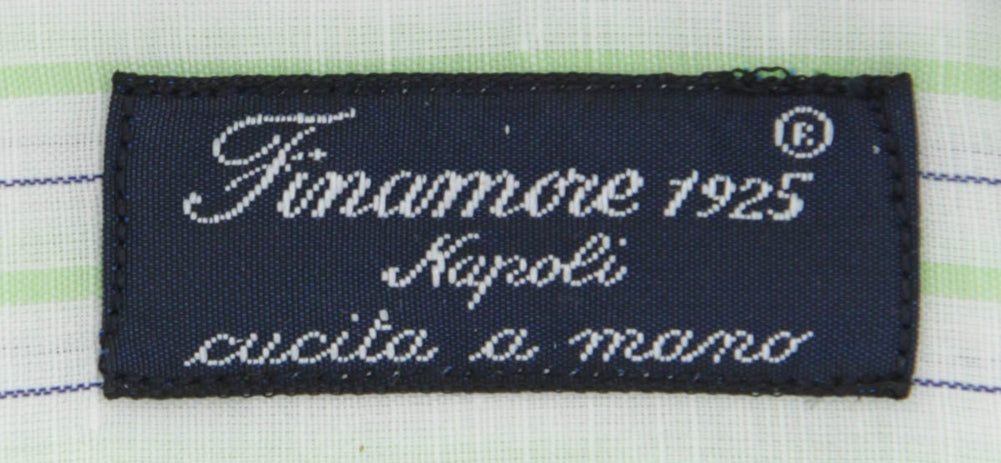 Finamore 1925 ®
Napoli
cucita a mano